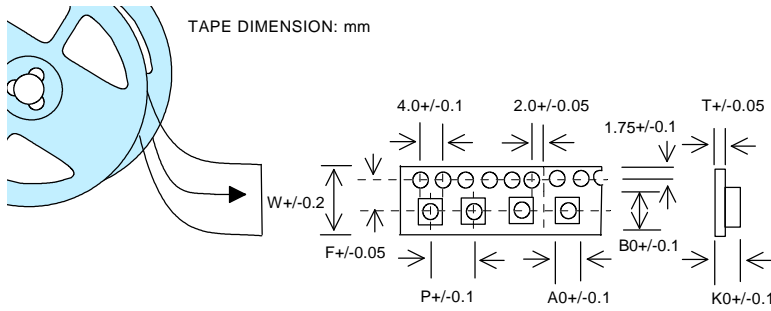 TAPE DIMENSION: mm
4.0+/-0.1
2.0+/-0.05
T+/-0.05
1.75+/-0.1
W+/-0.2
F+/-0.05
B0+/-0.1
P+/-0.1
A0+/-0.1
K0+/-0.1